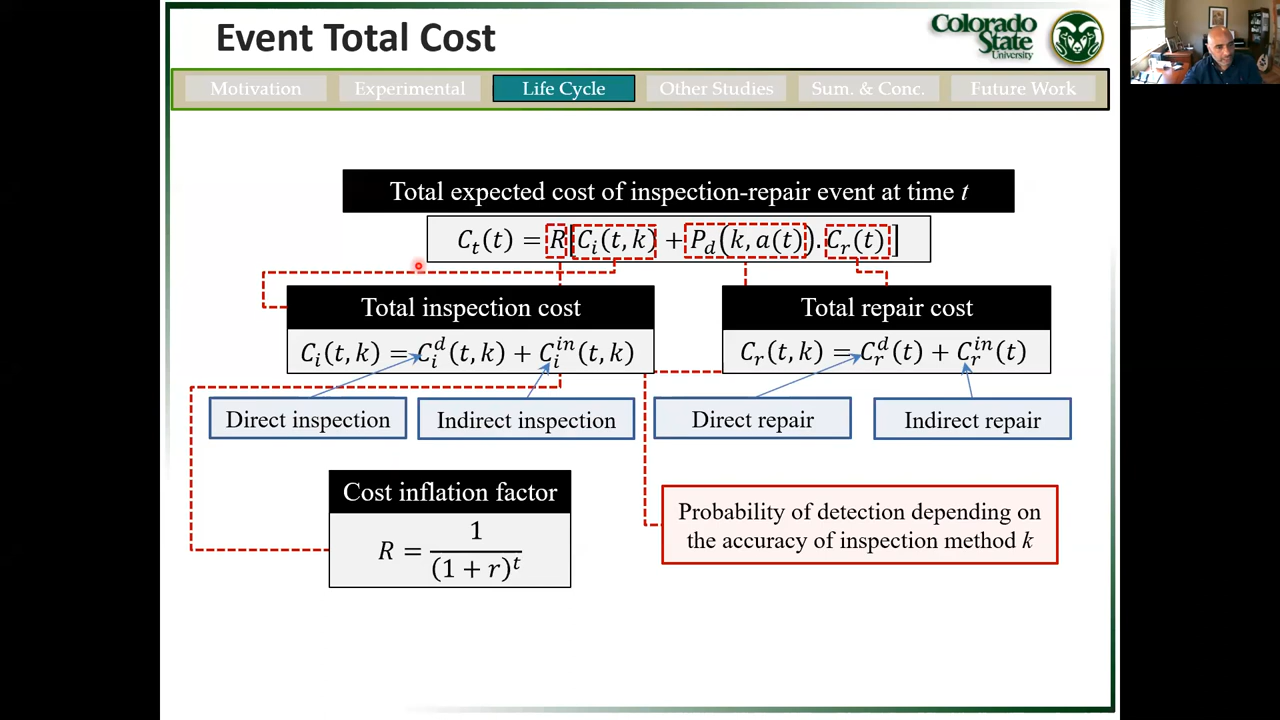 Event Total Cost
Colorado
State
University
Motivation
Experimental
Life Cycle
Other Studies
Sum. & Conc.
Future Work
Total expected cost of inspection-repair event at time t
C_t(t) = R[C_i(t, k) + P_d(k, a(t)).C_r(t)]
Total inspection cost
C_i(t, k) = C_i^d(t, k) + C_i^{in}(t, k)
Total repair cost
C_r(t, k) = C_r^d(t) + C_r^{in}(t)
Direct inspection
Indirect inspection
Direct repair
Indirect repair
Cost inflation factor
R = 1/(1 + r)^t
Probability of detection depending on
the accuracy of inspection method k